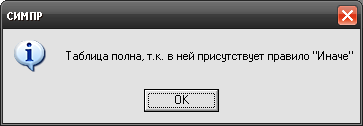 СИМПР
Таблица полна, т.к. в ней присутствует правило "Иначе"
OK